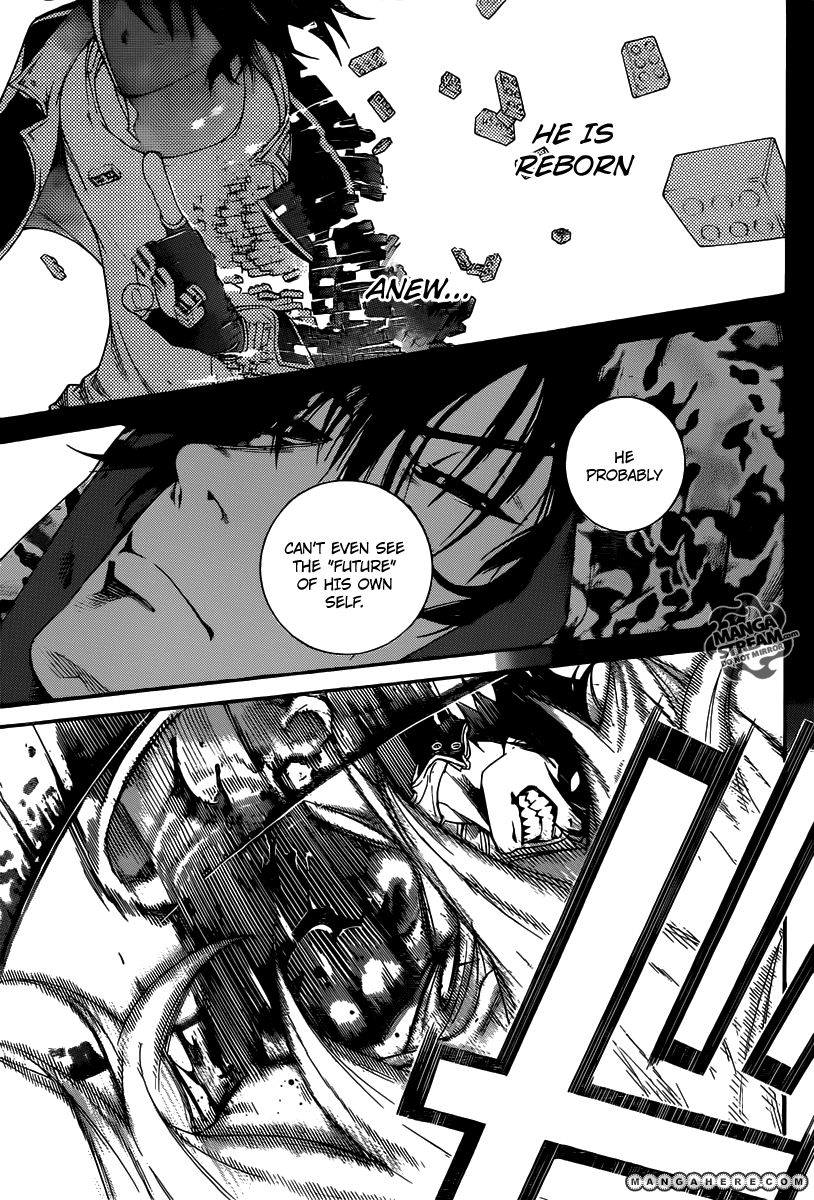 HE IS
REBORN
ANEW...
HE
PROBABLY
CAN'T EVEN SEE
THE "FUTURE"
OF HIS OWN
SELF.
MANGA
STREAM.com
DO NOT MIRROR
MANGAHERE.COM